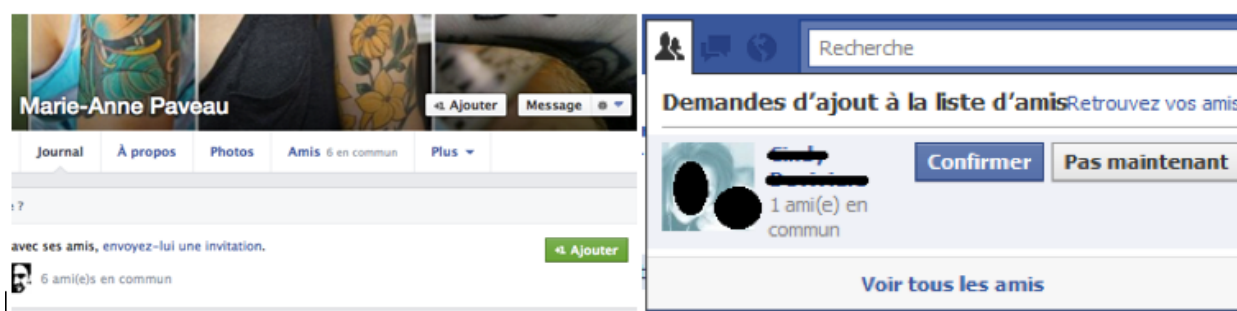 Marie-Anne Paveau
Ajouter
Message
Journal
À propos
Photos
Amis 6 en commun
Plus
?
avec ses amis, envoyez-lui une invitation.
Ajouter
6 ami(e)s en commun
Recherche
Demandes d'ajout à la liste d'amis
Retrouvez vos amis
Confirmer
Pas maintenant
1 ami(e) en
commun
Voir tous les amis